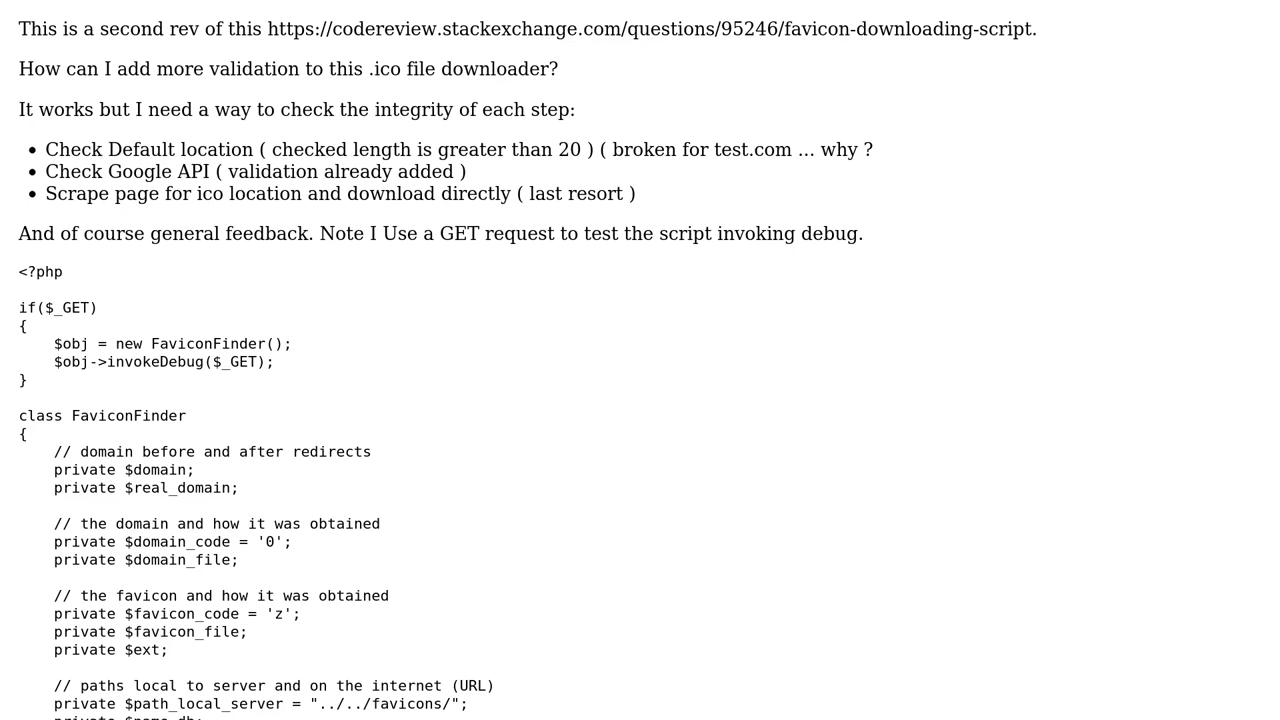 This is a second rev of this https://codereview.stackexchange.com/questions/95246/favicon-downloading-script.
How can I add more validation to this .ico file downloader?
It works but I need a way to check the integrity of each step:
• Check Default location ( checked length is greater than 20 ) ( broken for test.com ... why ?
• Check Google API ( validation already added )
• Scrape page for ico location and download directly ( last resort )
And of course general feedback. Note I Use a GET request to test the script invoking debug.
<?php
if($_GET)
{
    $obj = new FaviconFinder();
    $obj->invokeDebug($_GET);
}
class FaviconFinder
{
    // domain before and after redirects
    private $domain;
    private $real_domain;
    // the domain and how it was obtained
    private $domain_code = '0';
    private $domain_file;
    // the favicon and how it was obtained
    private $favicon_code = 'z';
    private $favicon_file;
    private $ext;
    // paths local to server and on the internet (URL)
    private $path_local_server = "../../favicons/";